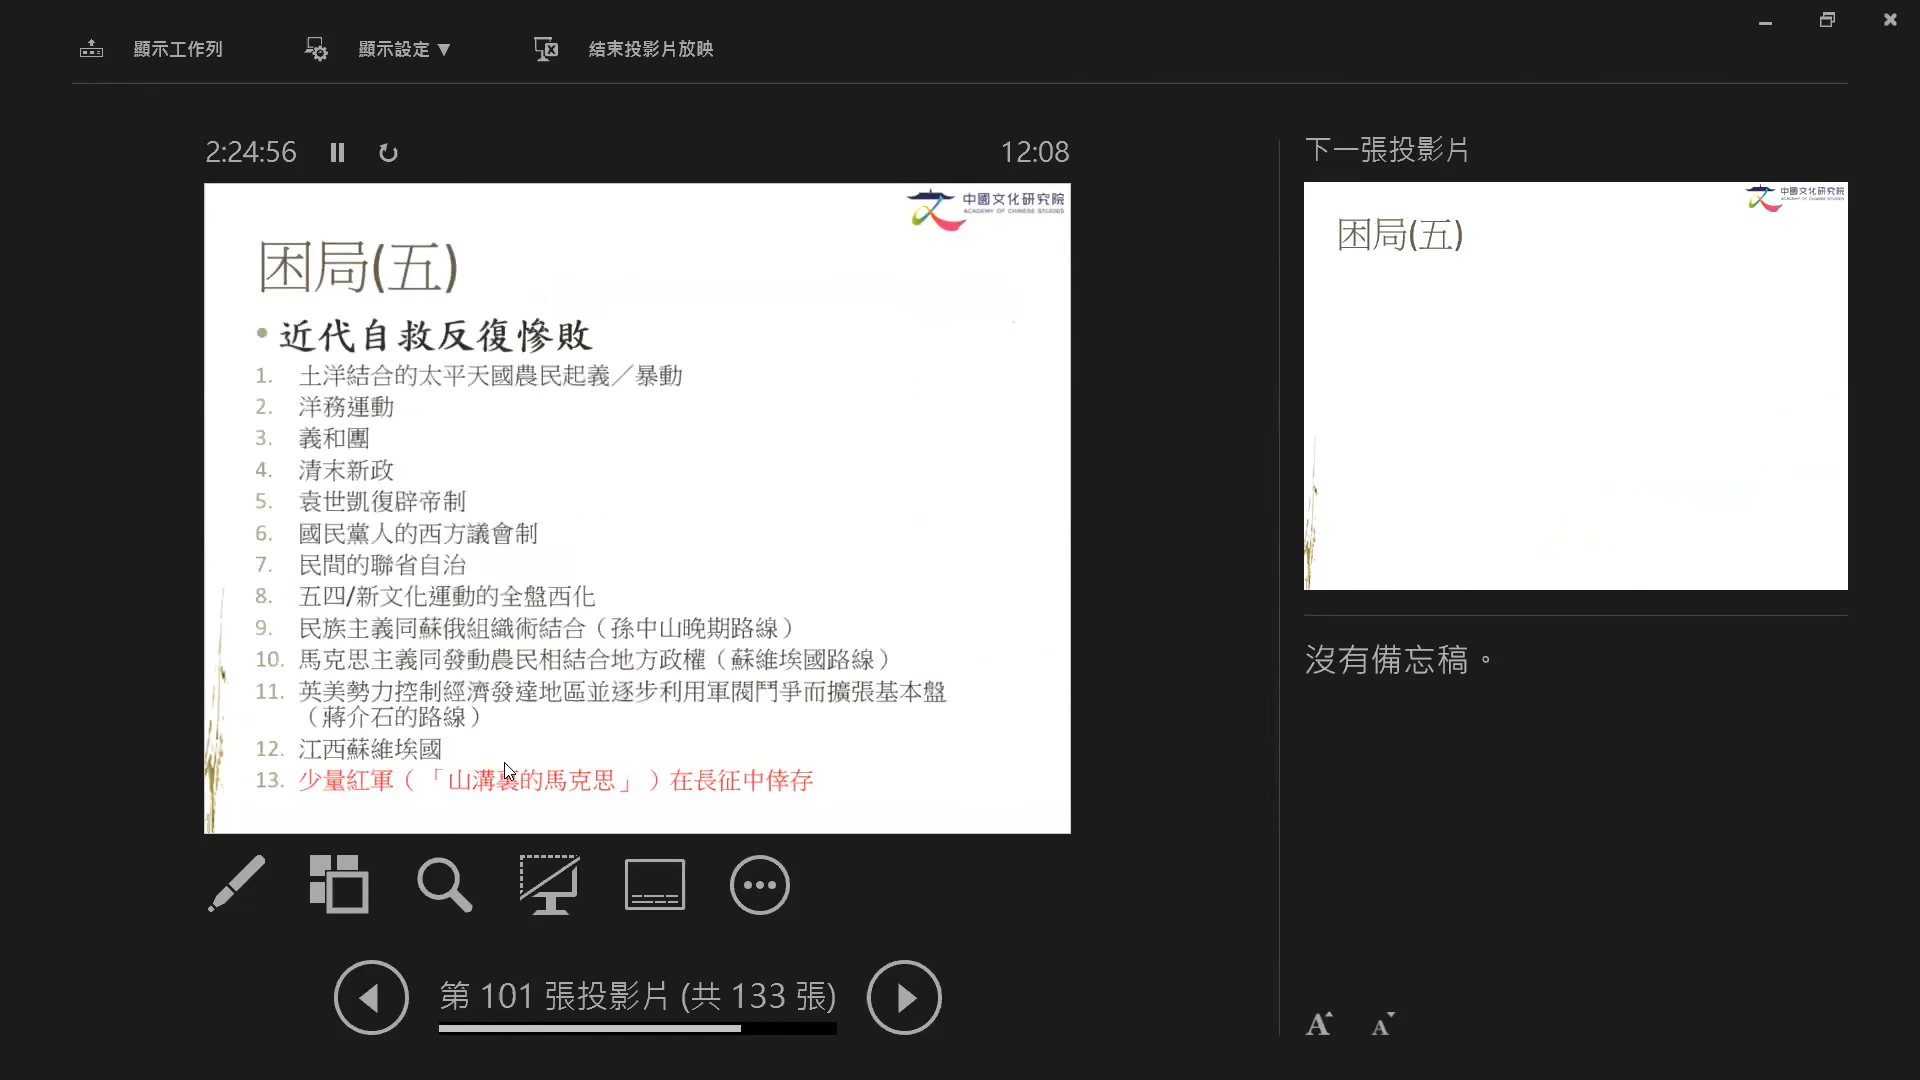 顯示工作列
顯示設定 ▼
結束投影片放映
2:24:56
12:08
下一張投影片
中國文化研究院
ACADEMY OF CHINESE STUDIES
困局(五)
• 近代自救反復慘敗
1. 土洋結合的太平天國農民起義／暴動
2. 洋務運動
3. 義和團
4. 清末新政
5. 袁世凱復辟帝制
6. 國民黨人的西方議會制
7. 民間的聯省自治
8. 五四/新文化運動的全盤西化
9. 民族主義同蘇俄組織術結合（孫中山晚期路線）
10. 馬克思主義同發動農民相結合地方政權（蘇維埃國路線）
11. 英美勢力控制經濟發達地區並逐步利用軍閥鬥爭而擴張基本盤
（蔣介石的路線）
12. 江西蘇維埃國
13. 少量紅軍（「山溝裏的馬克思」）在長征中倖存
中國文化研究院
ACADEMY OF CHINESE STUDIES
困局(五)
沒有備忘稿。
第 101 張投影片 (共 133 張)
A
A